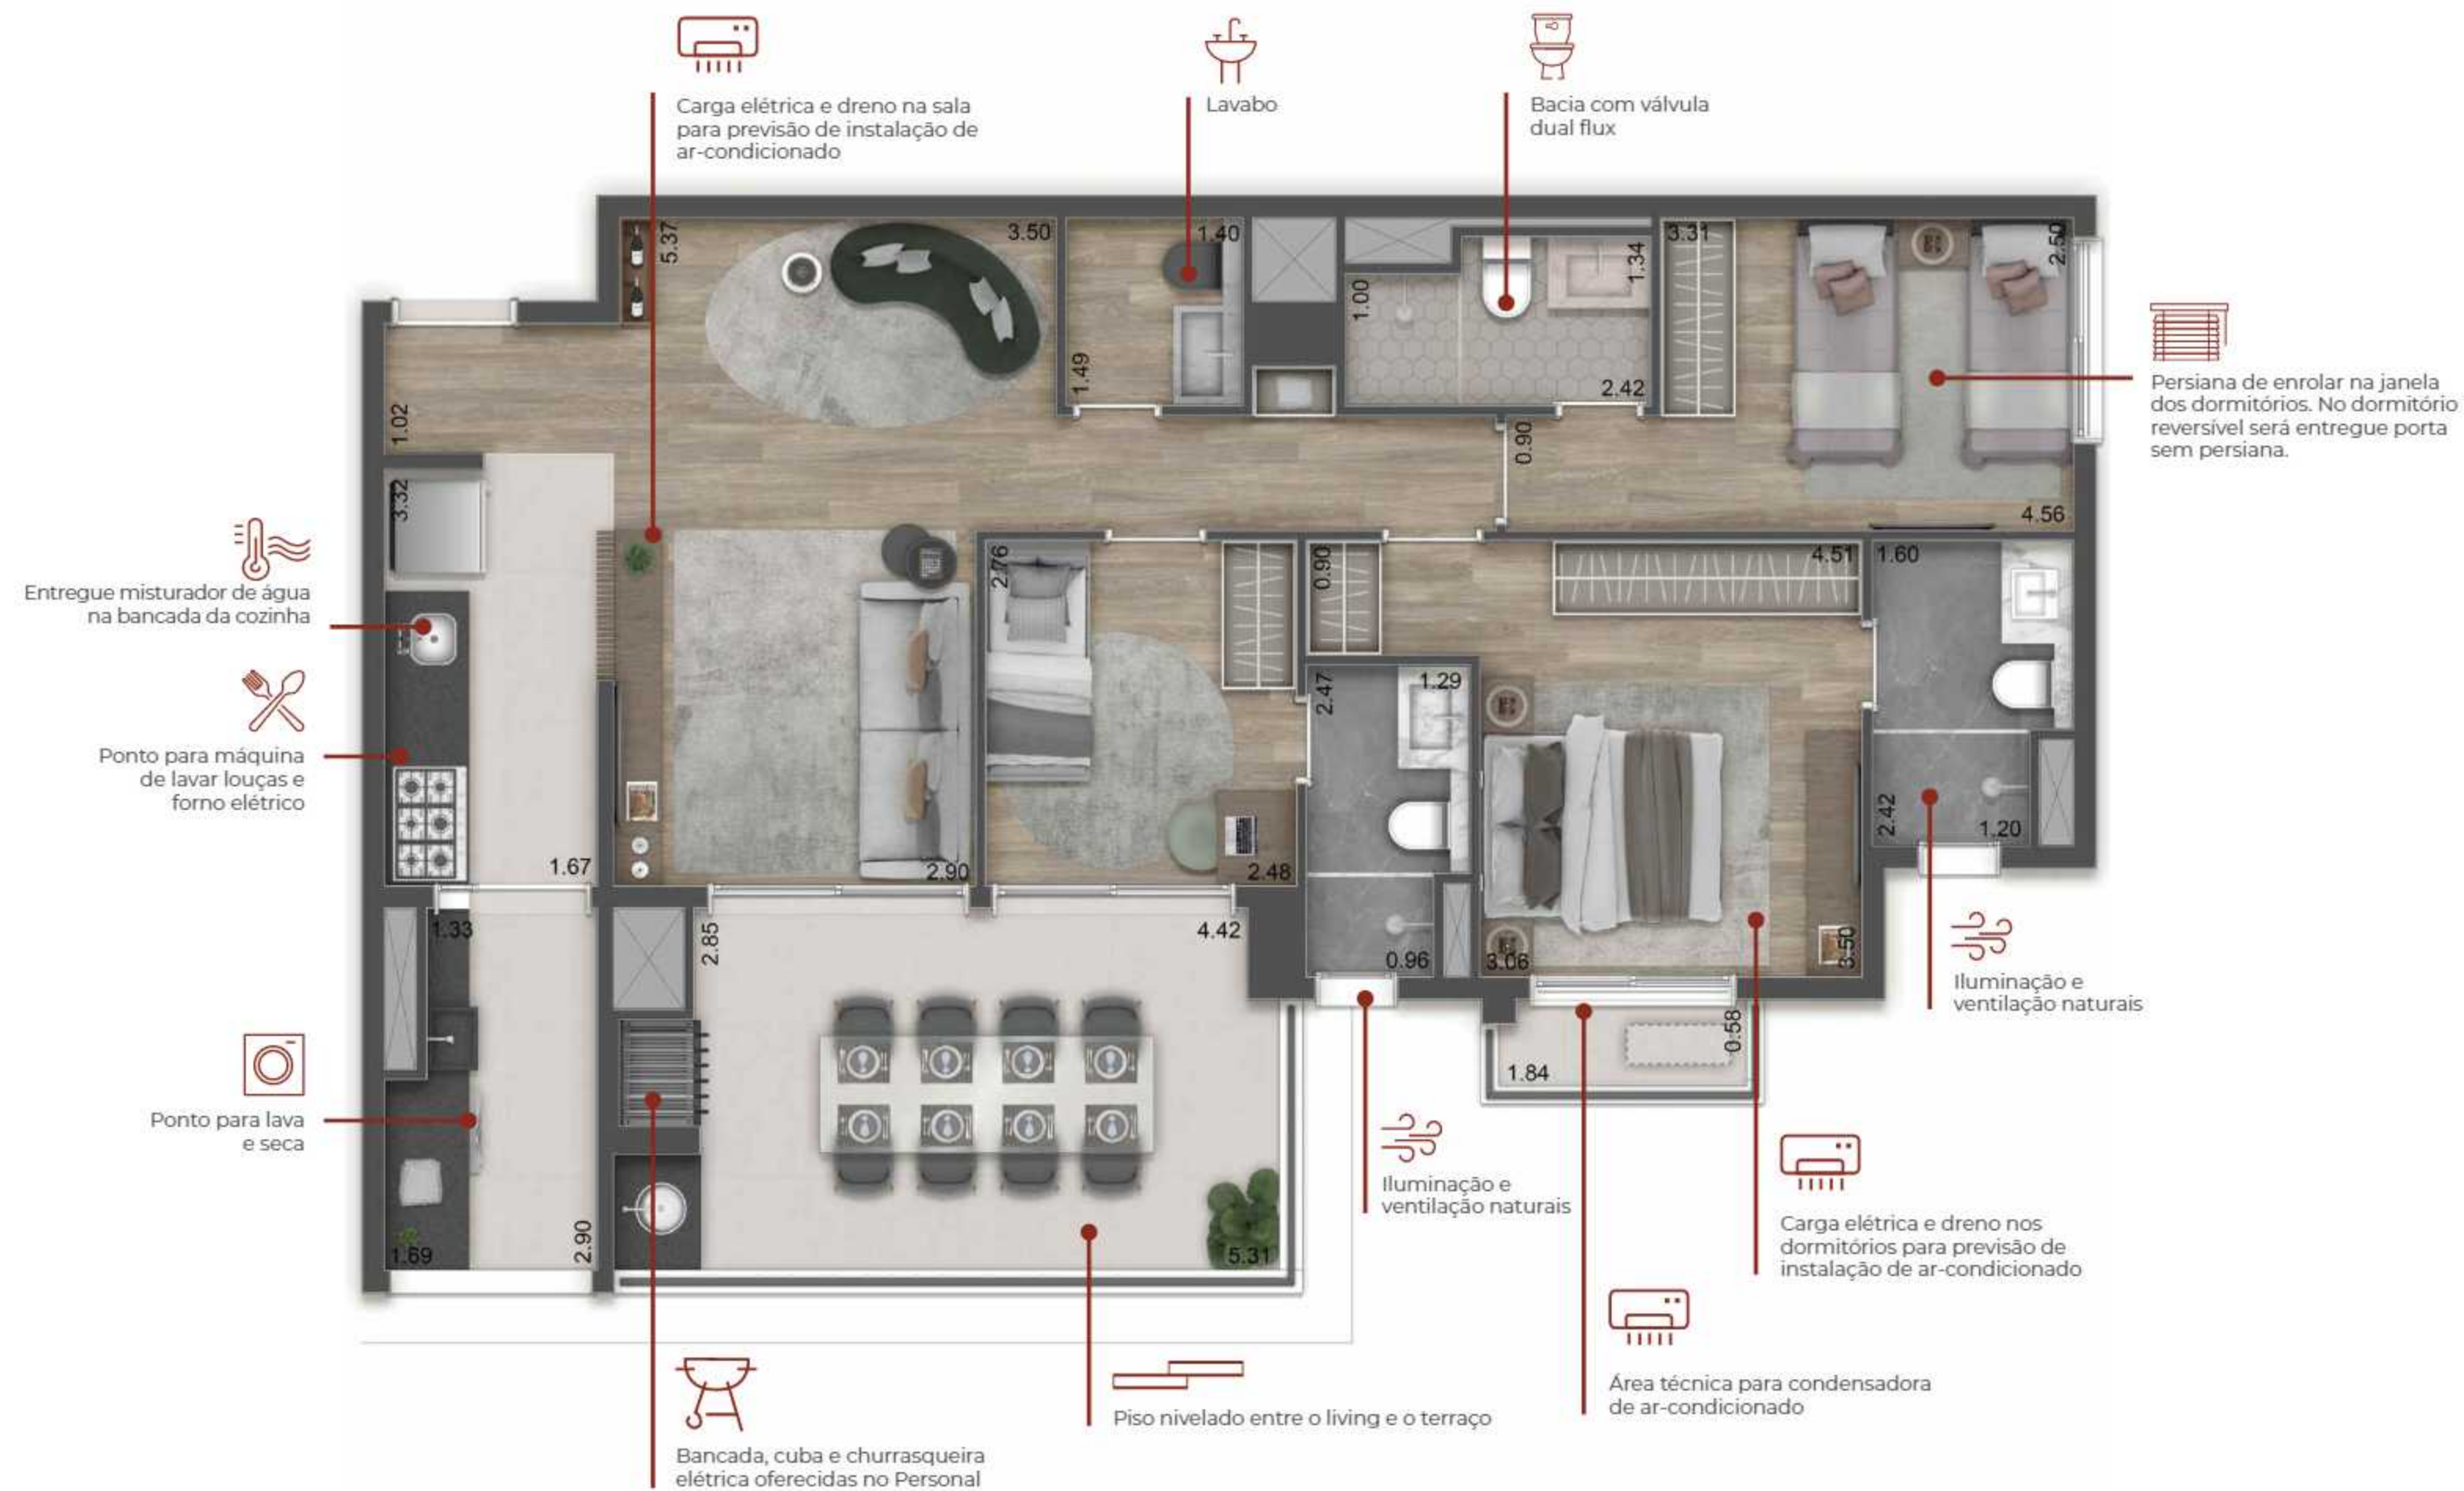 Carga elétrica e dreno na sala
para previsão de instalação de
ar-condicionado
Lavabo
Bacia com válvula
dual flux
5.37
3.50
1.40
1.49
1.00
1.34
2.42
3.31
2.50
1.02
0.90
4.56
Persiana de enrolar na janela
dos dormitórios. No dormitório
reversível será entregue porta
sem persiana.
3.32
Entregue misturador de água
na bancada da cozinha
Ponto para máquina
de lavar louças e
forno elétrico
1.67
2.90
2.76
2.48
0.90
4.51
1.60
2.47
1.29
2.42
1.20
0.96
3.06
3.50
1.33
2.85
4.42
Iluminação e
ventilação naturais
0.58
1.84
Ponto para lava
e seca
1.69
2.90
5.31
Iluminação e
ventilação naturais
Carga elétrica e dreno nos
dormitórios para previsão de
instalação de ar-condicionado
Área técnica para condensadora
de ar-condicionado
Piso nivelado entre o living e o terraço
Bancada, cuba e churrasqueira
elétrica oferecidas no Personal